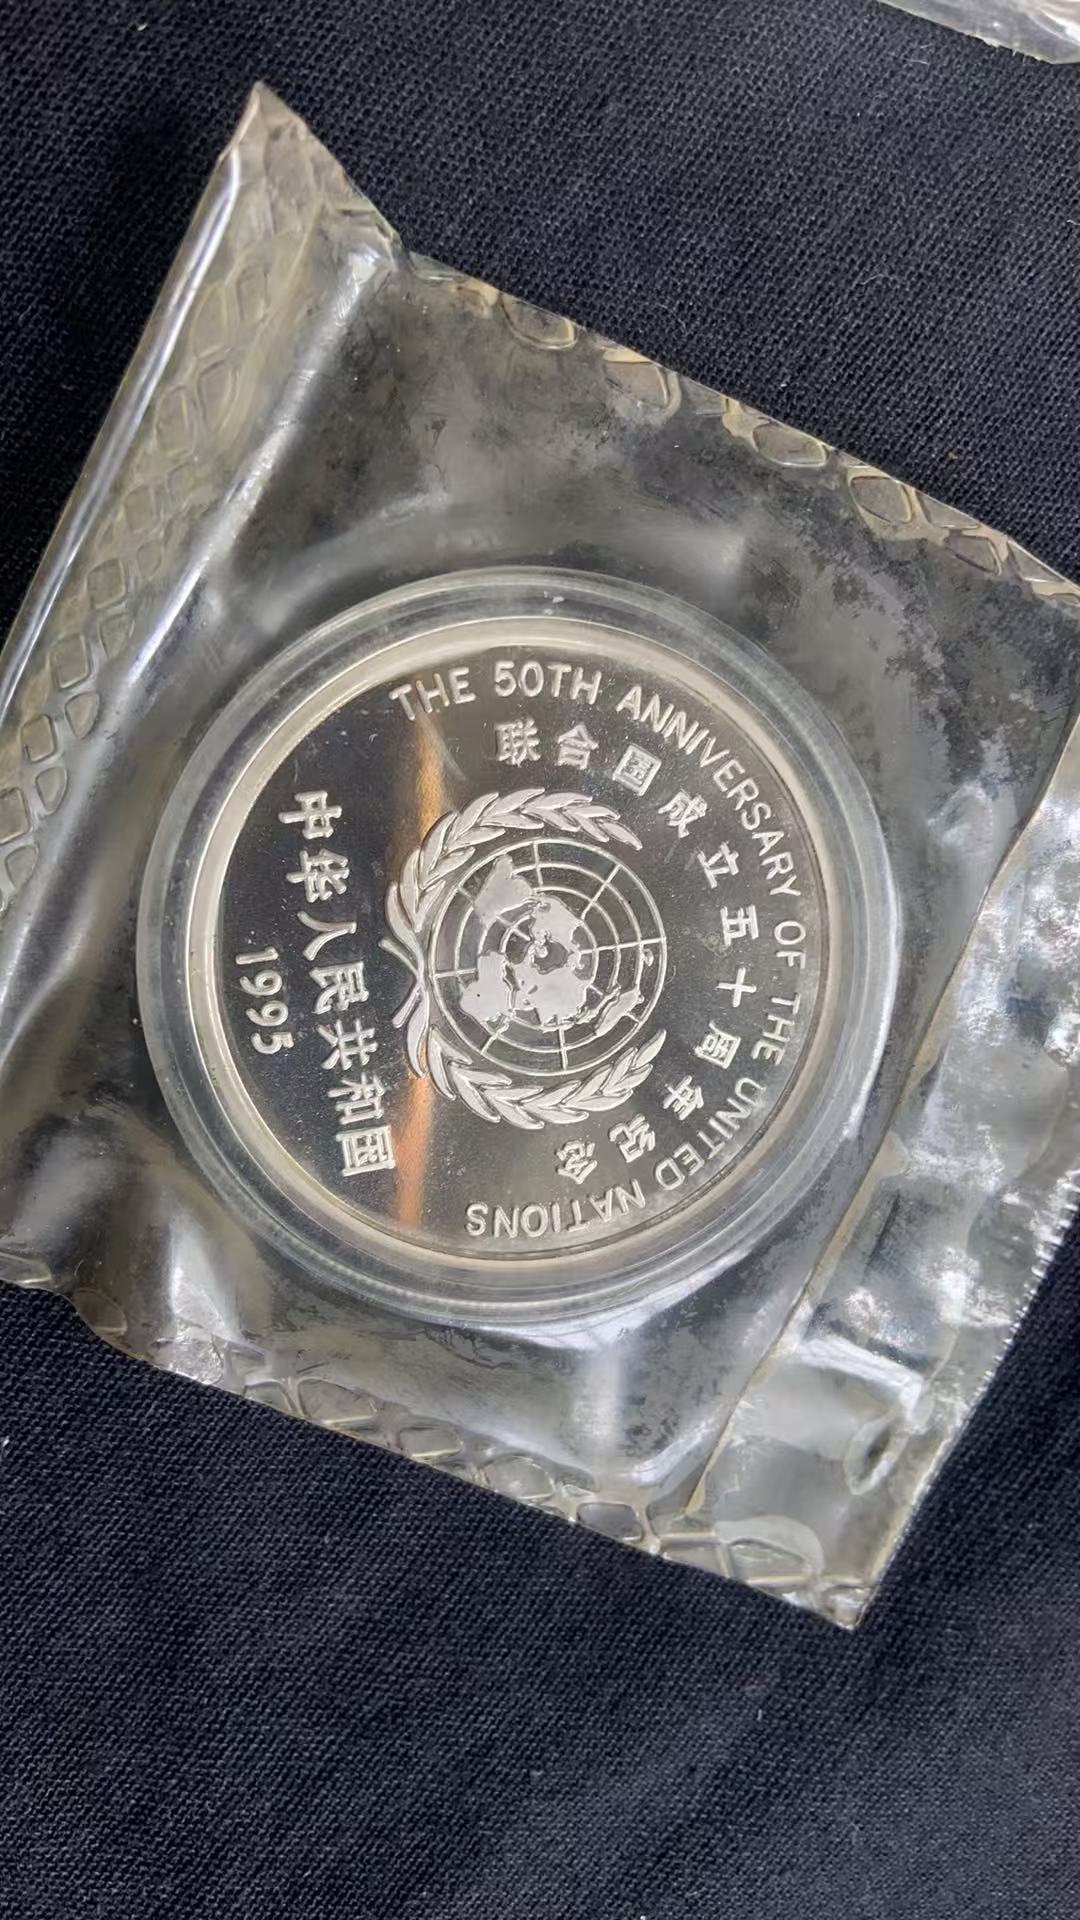 THE 50TH ANNIVERSARY OF THE UNITED NATIONS
联合国成立五十周年纪念
中华人民共和国
1995